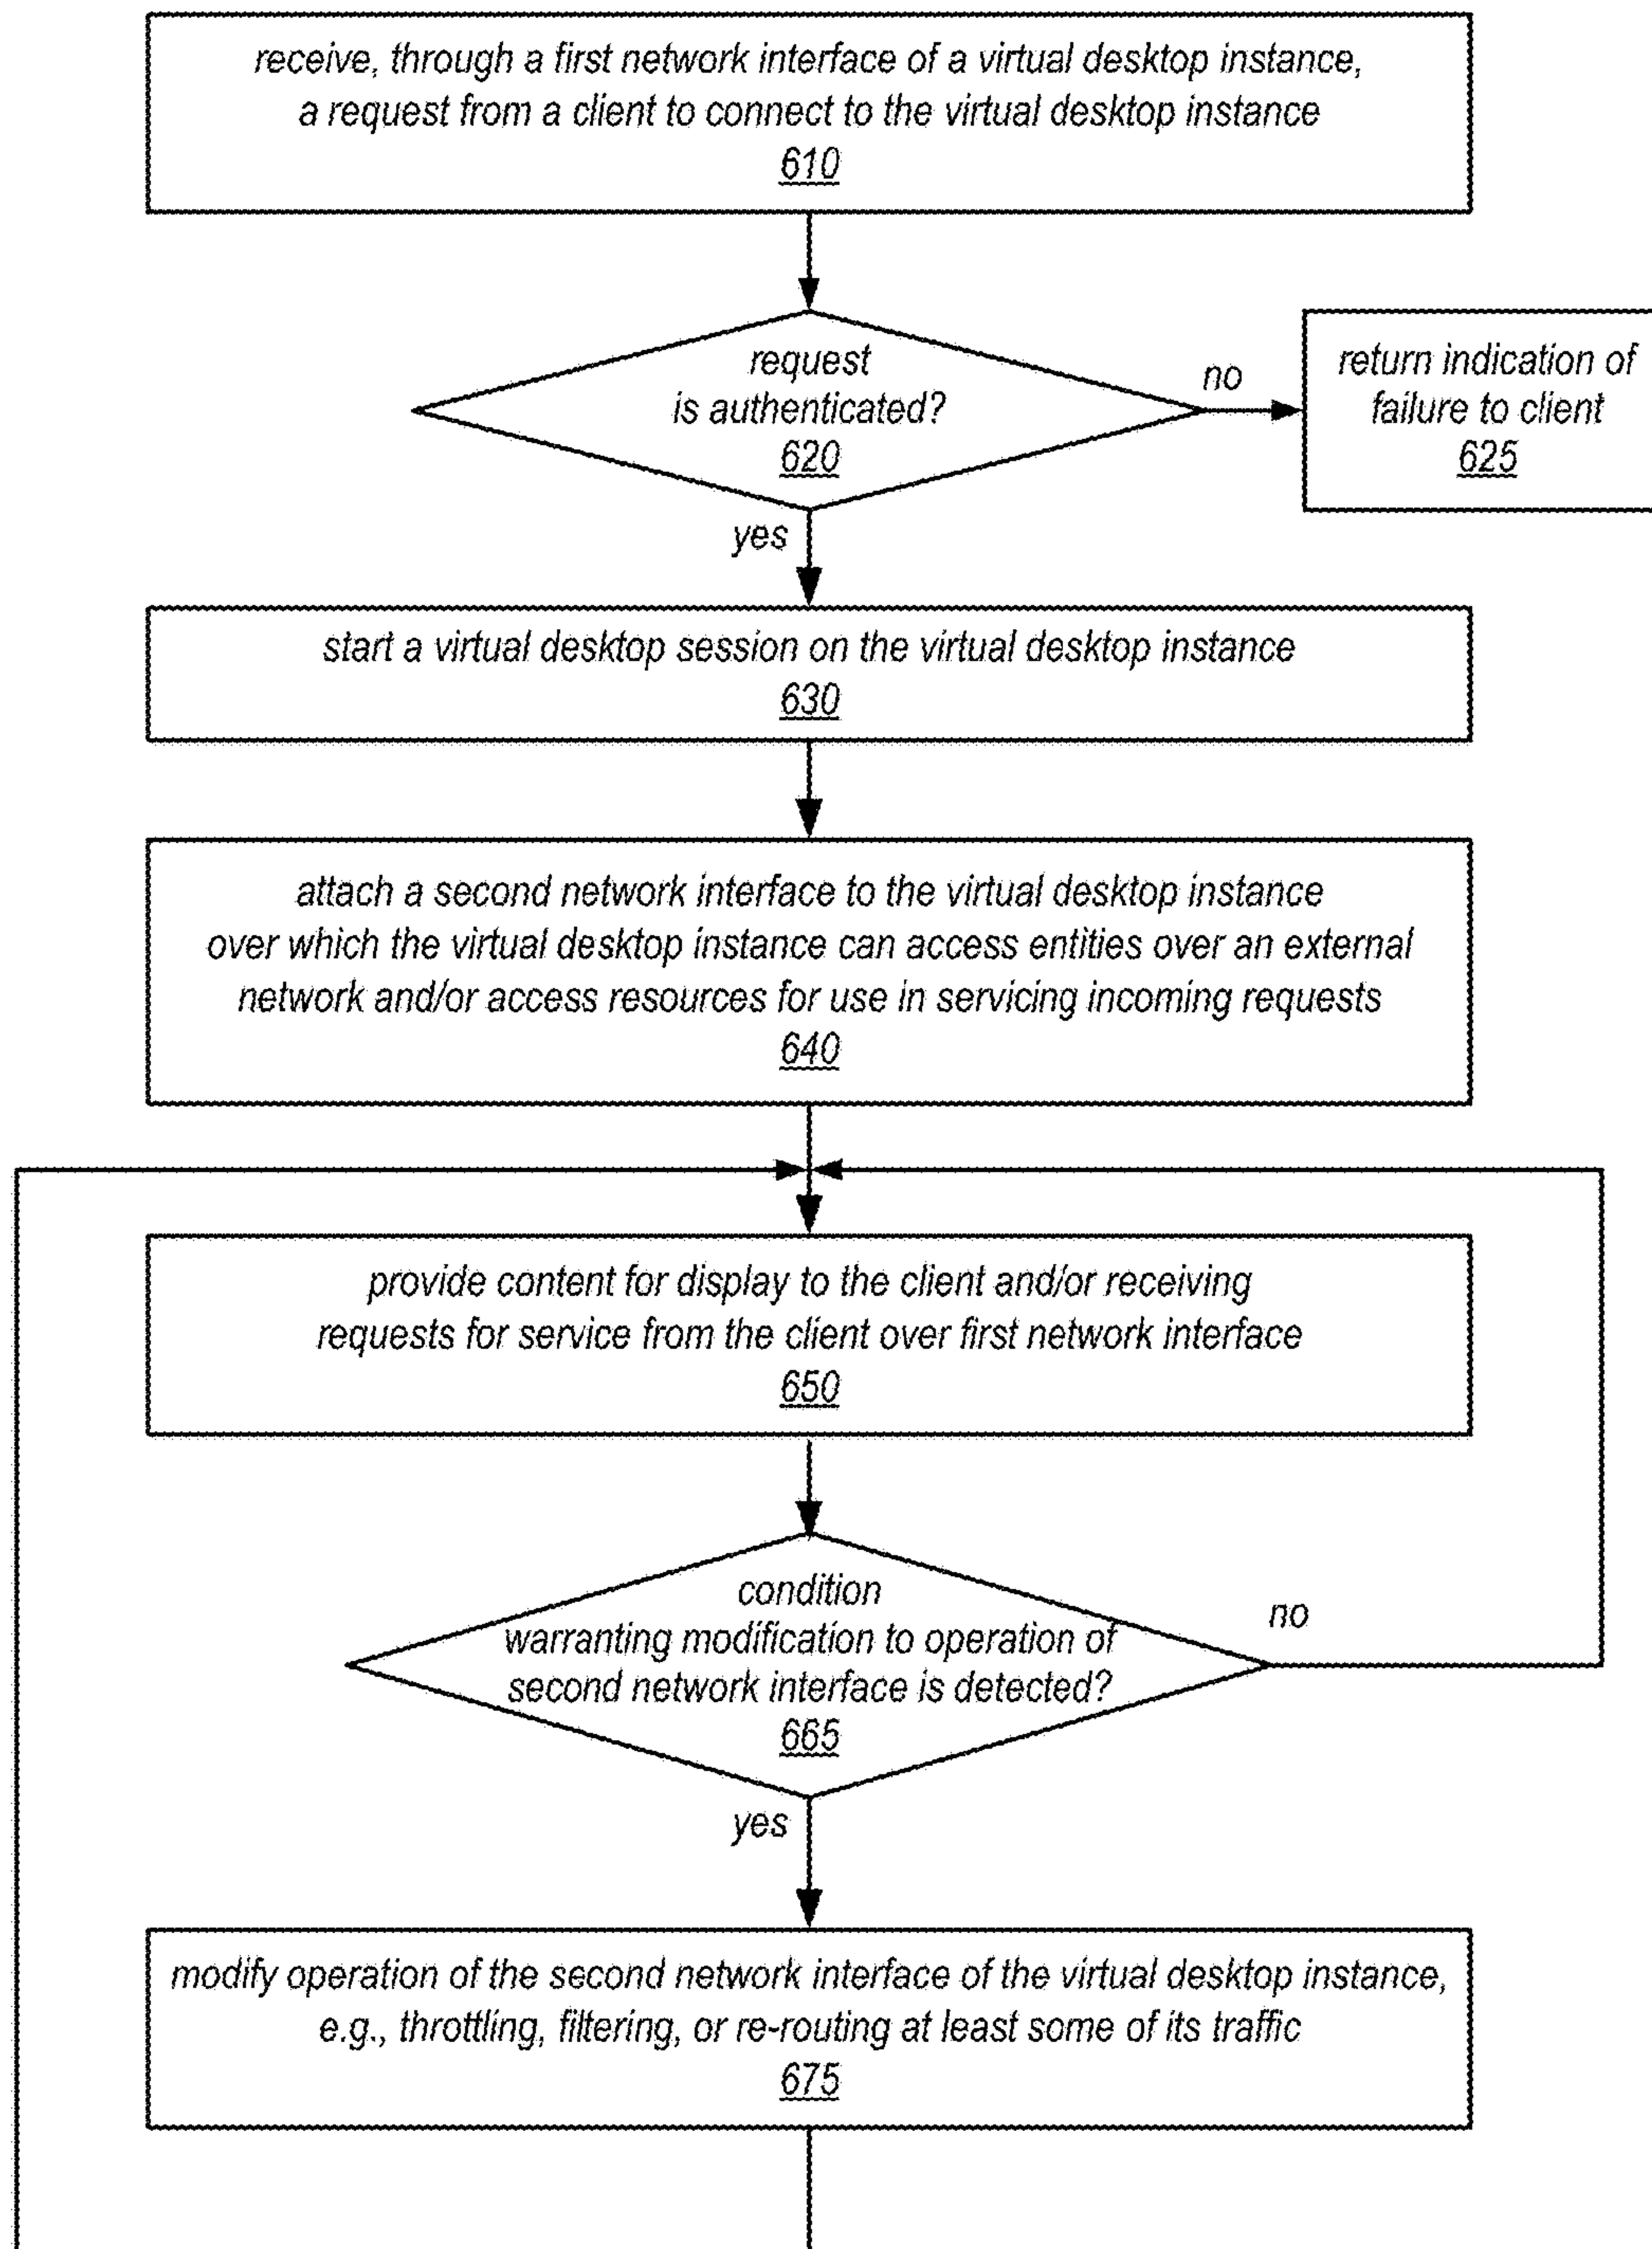 receive, through a first network interface of a virtual desktop instance,
a request from a client to connect to the virtual desktop instance
610
request
is authenticated?
620
no
return indication of
failure to client
625
yes
start a virtual desktop session on the virtual desktop instance
630
attach a second network interface to the virtual desktop instance
over which the virtual desktop instance can access entities over an external
network and/or access resources for use in servicing incoming requests
640
provide content for display to the client and/or receiving
requests for service from the client over first network interface
650
condition
warranting modification to operation of
second network interface is detected?
665
no
yes
modify operation of the second network interface of the virtual desktop instance,
e.g., throttling, filtering, or re-routing at least some of its traffic
675